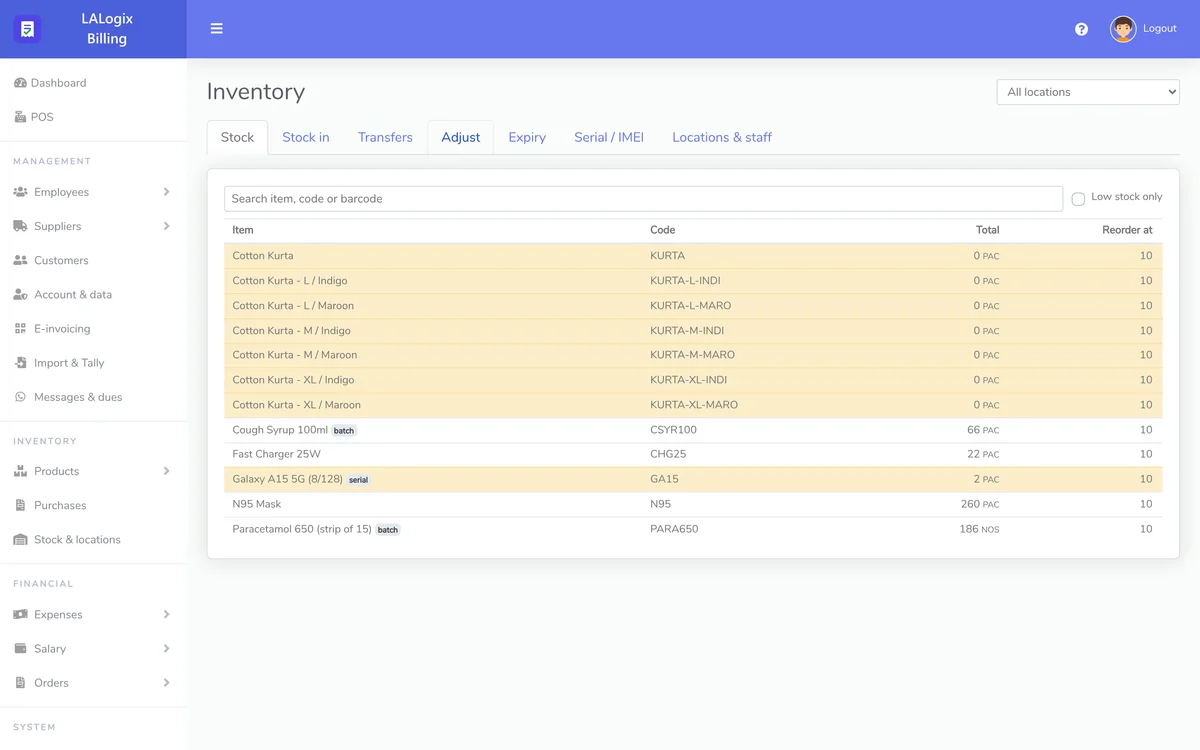 LALogix
Billing
Logout
Dashboard
POS
MANAGEMENT
Employees
Suppliers
Customers
Account & data
E-invoicing
Import & Tally
Messages & dues
INVENTORY
Products
Purchases
Stock & locations
FINANCIAL
Expenses
Salary
Orders
SYSTEM
Inventory
All locations
Stock Stock in Transfers Adjust Expiry Serial / IMEI Locations & staff
Search item, code or barcode Low stock only
Item Code Total Reorder at
Cotton Kurta KURTA 0 PAC 10
Cotton Kurta - L / Indigo KURTA-L-INDI 0 PAC 10
Cotton Kurta - L / Maroon KURTA-L-MARO 0 PAC 10
Cotton Kurta - M / Indigo KURTA-M-INDI 0 PAC 10
Cotton Kurta - M / Maroon KURTA-M-MARO 0 PAC 10
Cotton Kurta - XL / Indigo KURTA-XL-INDI 0 PAC 10
Cotton Kurta - XL / Maroon KURTA-XL-MARO 0 PAC 10
Cough Syrup 100ml batch CSYR100 66 PAC 10
Fast Charger 25W CHG25 22 PAC 10
Galaxy A15 5G (8/128) serial GA15 2 PAC 10
N95 Mask N95 260 PAC 10
Paracetamol 650 (strip of 15) batch PARA650 186 NOS 10